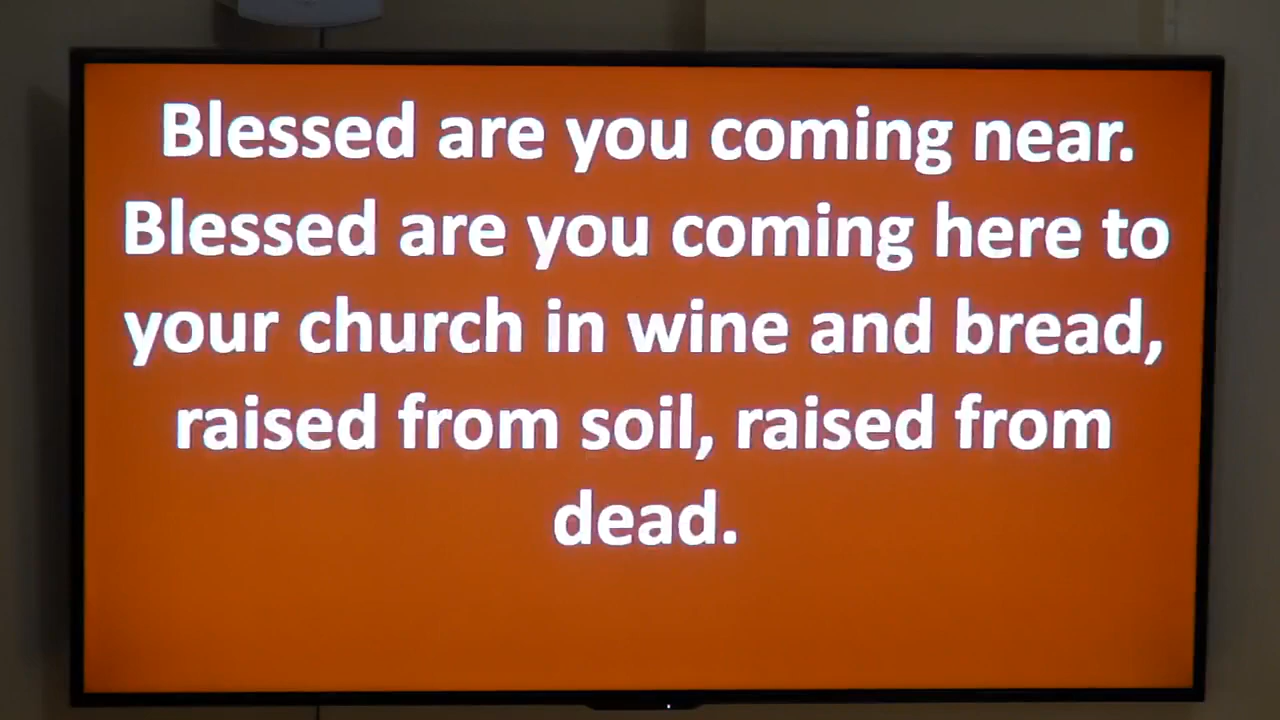 Blessed are you coming near.
Blessed are you coming here to
your church in wine and bread,
raised from soil, raised from
dead.